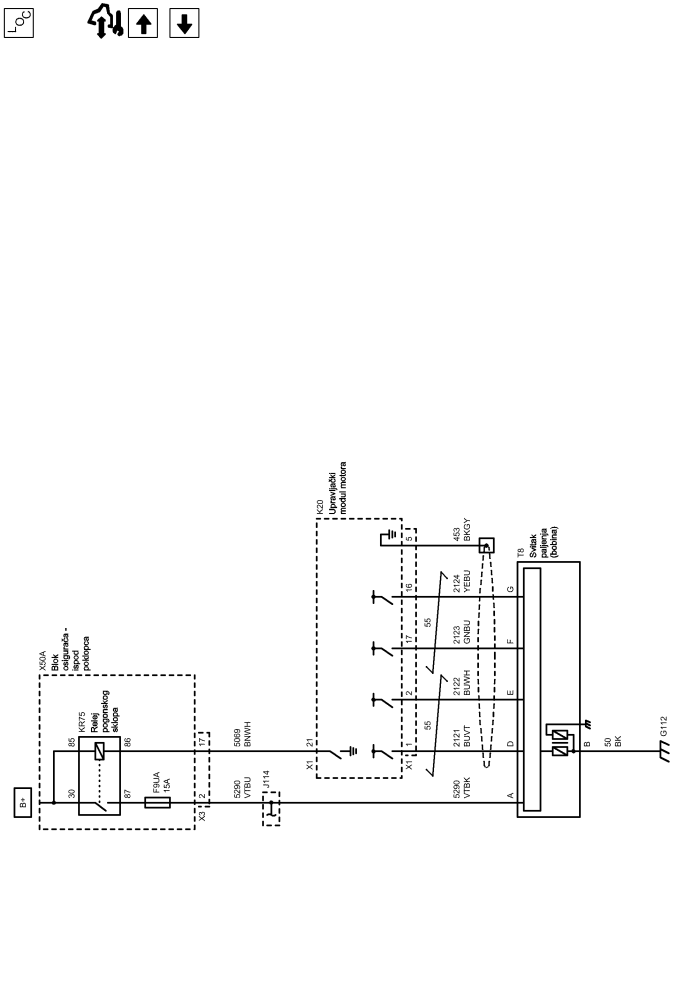 LOC
B+
X50A
Blok
osigurača -
ispod
poklopca
KR75
Relej
pogonskog
sklopa
30
85
87
86
F9UA
15A
X3
2
17
5290
VTBU
5069
BNWH
J114
K20
Upravljački
modul motora
X1
21
X1
1
2
17
16
5
5290
VTBK
2121
BUVT
2122
BUWH
2123
GNBU
2124
YEBU
453
BKGY
55
55
T8
Svitak
paljenja
(bobina)
A
D
E
F
G
B
50
BK
G112